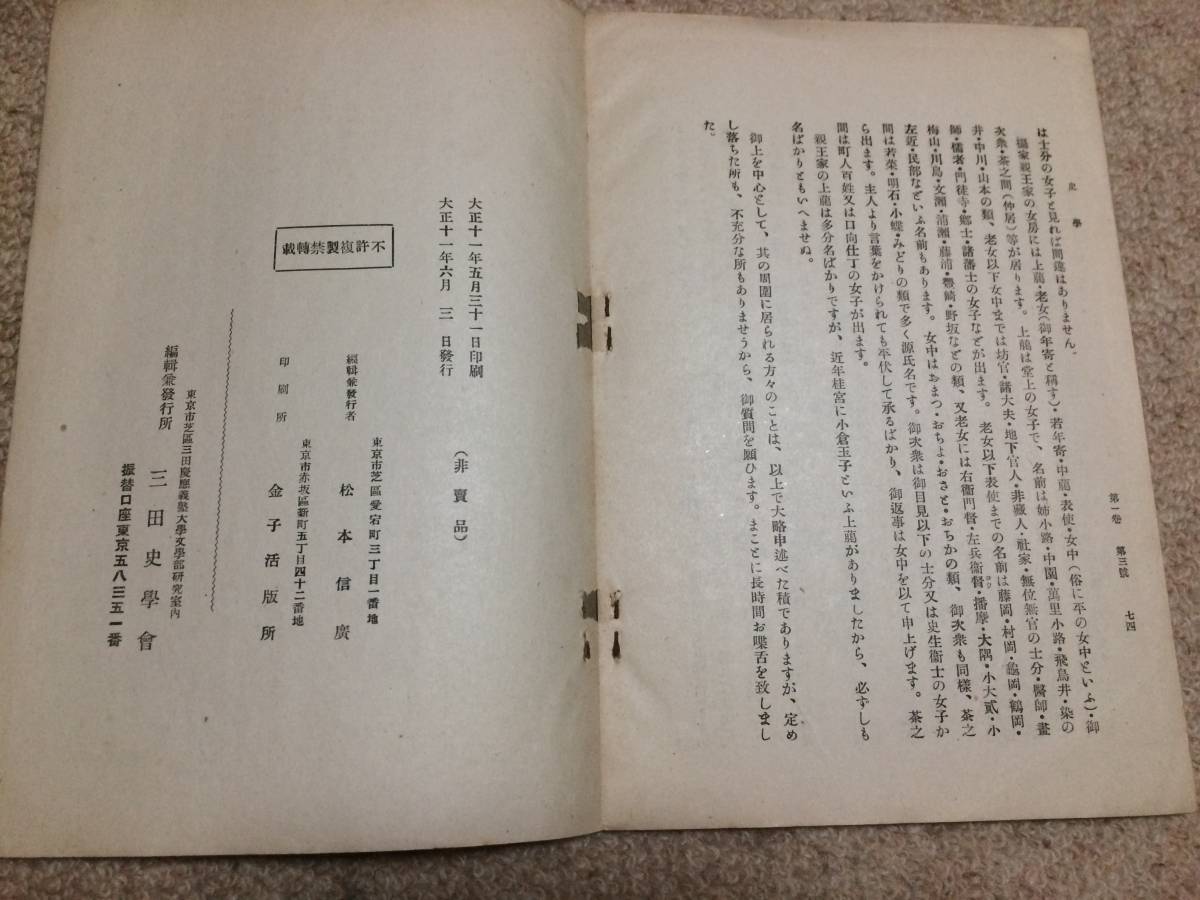 史學
第一卷 第三號 七四
は士分の女子と見れば間違はありません。
攝家親王家の女房には上﨟・老女(御年寄と稱す)・若年寄・中﨟・表使・女中(俗に平の女中といふ)・御
次衆・茶之間(仲居)等が居ります。上﨟は堂上の女子で、名前は姉小路・中園・萬里小路・飛鳥井・染の
井・中川・山本の類、老女以下女中までは坊官・諸大夫・地下官人・非藏人・社家・無位無官の士分・醫師・畫
師・儒者・門徒寺・鄕士・諸藩士の女子などが出ます。老女以下表使までの名前は藤岡・村岡・龜岡・鶴岡・
梅山・川島・文瀬・浦瀬・藤浦・豐崎・野坂などの類、又老女には右衞門督・左兵衞督・播摩・大隅・小大貳・小
左近・民部などいふ名前もあります。女中はおまつ・おちよ・おさと・おちかの類、御次衆も同樣、茶之
間は若菜・明石・小蝶・みどりの類で多く源氏名です。御次衆は御目見以下の士分又は史生衞士の女子か
ら出ます。主人より言葉をかけられても平伏して承るばかり、御返事は女中を以て申上げます。茶之
間は町人百姓又は口向仕丁の女子が出ます。
親王家の上﨟は多分名ばかりですが、近年桂宮に小倉玉子といふ上﨟がありましたから、必ずしも
名ばかりともいへませぬ。
御上を中心として、其の周圍に居られる方々のことは、以上で大略申述べた積でありますが、定め
し落ちた所も、不充分な所もありませうから、御質問を願ひます。まことに長時間お喋舌を致しまし
た。
大正十一年五月三十一日印刷
大正十一年六月 三 日發行
(非賣品)
不許複製禁轉載
東京市芝區愛宕町三丁目一番地
編輯兼發行者 松本信廣
東京市赤坂區新町五丁目四十二番地
印刷所 金子活版所
東京市芝區三田慶應義塾大學文學部研究室內
編輯兼發行所 三田史學會
振替口座東京五八三五一番